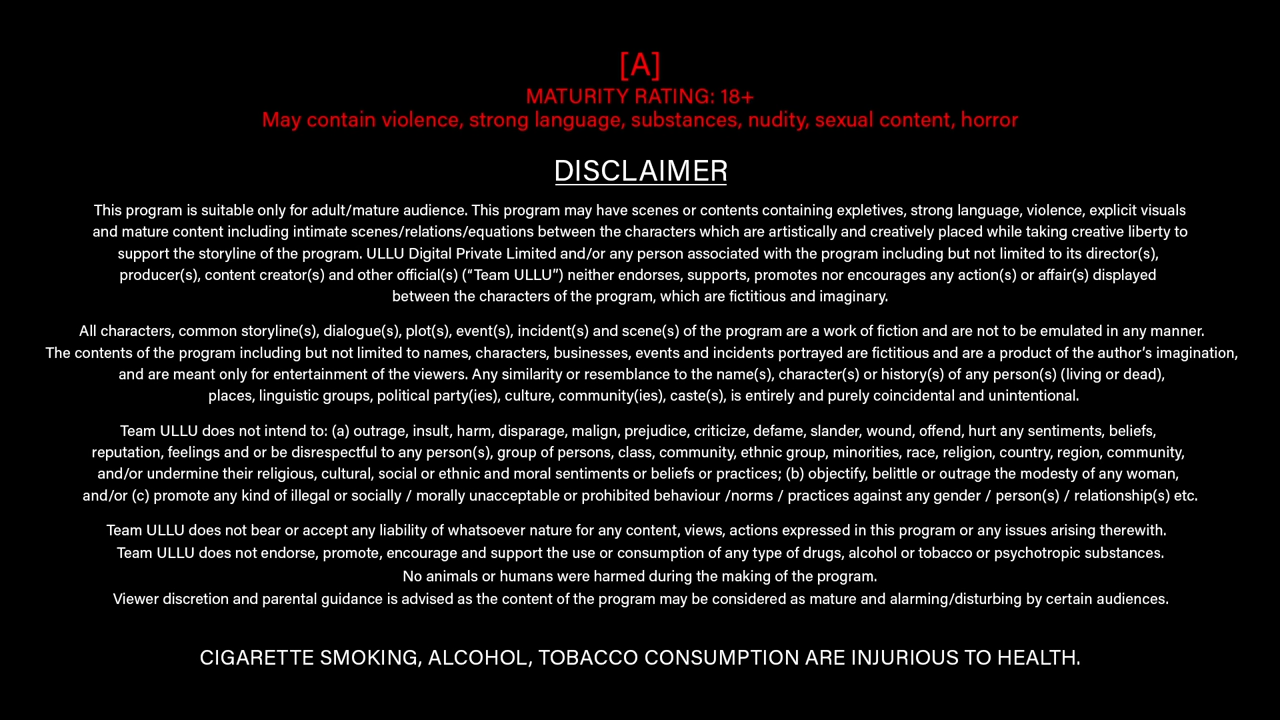 [A]
MATURITY RATING: 18+
May contain violence, strong language, substances, nudity, sexual content, horror
DISCLAIMER
This program is suitable only for adult/mature audience. This program may have scenes or contents containing expletives, strong language, violence, explicit visuals
and mature content including intimate scenes/relations/equations between the characters which are artistically and creatively placed while taking creative liberty to
support the storyline of the program. ULLU Digital Private Limited and/or any person associated with the program including but not limited to its director(s),
producer(s), content creator(s) and other official(s) (“Team ULLU”) neither endorses, supports, promotes nor encourages any action(s) or affair(s) displayed
between the characters of the program, which are fictitious and imaginary.
All characters, common storyline(s), dialogue(s), plot(s), event(s), incident(s) and scene(s) of the program are a work of fiction and are not to be emulated in any manner.
The contents of the program including but not limited to names, characters, businesses, events and incidents portrayed are fictitious and are a product of the author’s imagination,
and are meant only for entertainment of the viewers. Any similarity or resemblance to the name(s), character(s) or history(s) of any person(s) (living or dead),
places, linguistic groups, political party(ies), culture, community(ies), caste(s), is entirely and purely coincidental and unintentional.
Team ULLU does not intend to: (a) outrage, insult, harm, disparage, malign, prejudice, criticize, defame, slander, wound, offend, hurt any sentiments, beliefs,
reputation, feelings and or be disrespectful to any person(s), group of persons, class, community, ethnic group, minorities, race, religion, country, region, community,
and/or undermine their religious, cultural, social or ethnic and moral sentiments or beliefs or practices; (b) objectify, belittle or outrage the modesty of any woman,
and/or (c) promote any kind of illegal or socially / morally unacceptable or prohibited behaviour /norms / practices against any gender / person(s) / relationship(s) etc.
Team ULLU does not bear or accept any liability of whatsoever nature for any content, views, actions expressed in this program or any issues arising therewith.
Team ULLU does not endorse, promote, encourage and support the use or consumption of any type of drugs, alcohol or tobacco or psychotropic substances.
No animals or humans were harmed during the making of the program.
Viewer discretion and parental guidance is advised as the content of the program may be considered as mature and alarming/disturbing by certain audiences.
CIGARETTE SMOKING, ALCOHOL, TOBACCO CONSUMPTION ARE INJURIOUS TO HEALTH.